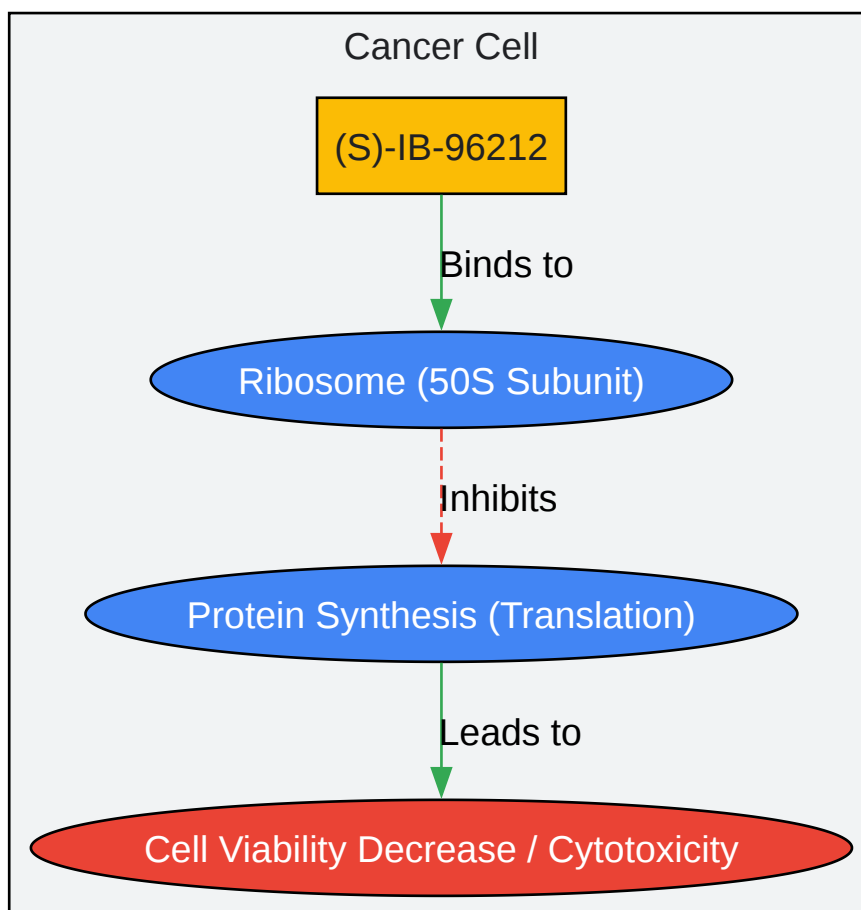 Cancer Cell
(S)-IB-96212
Binds to
Ribosome (50S Subunit)
Inhibits
Protein Synthesis (Translation)
Leads to
Cell Viability Decrease / Cytotoxicity